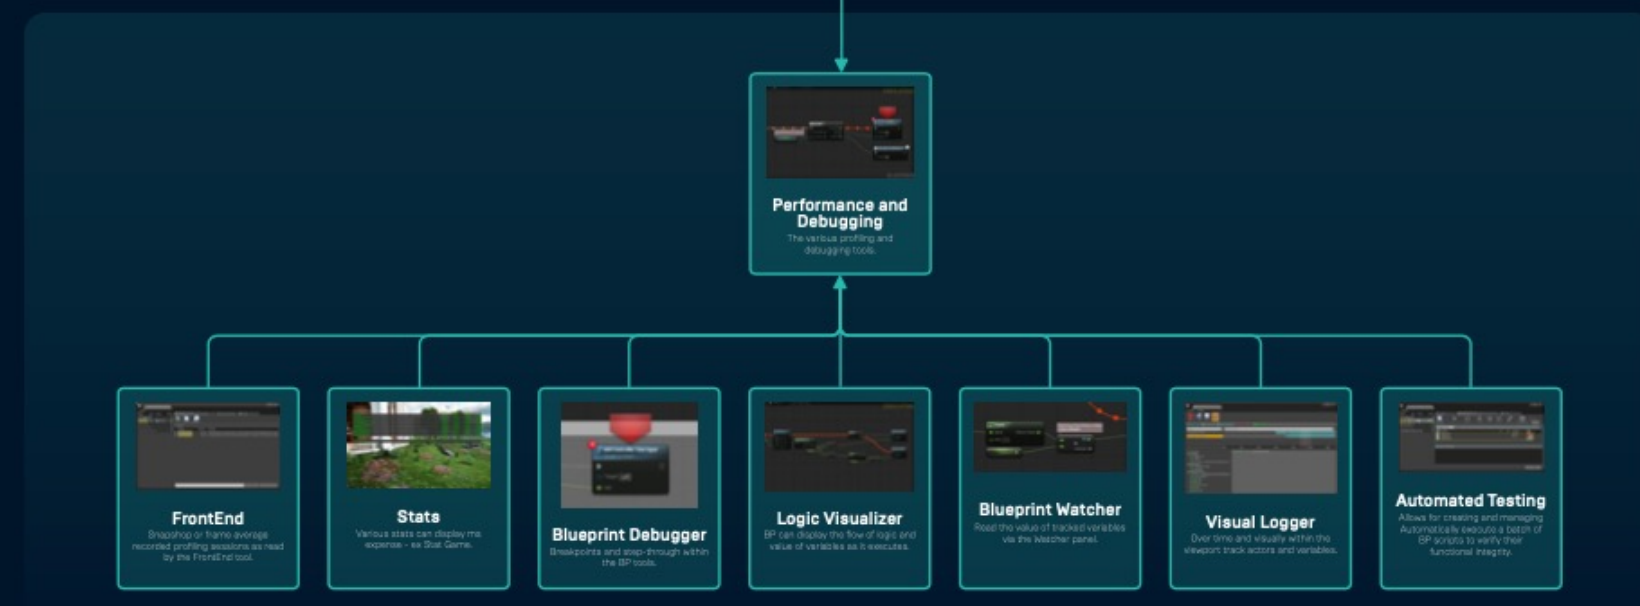 Performance and
Debugging
The various profiling and
debugging tools.
FrontEnd
Snapshop or frame average
recorded profiling sessions as read
by the FrontEnd tool.
Stats
Various stats can display ms
expense - ex Stat Game.
Blueprint Debugger
Breakpoints and step-through within
the BP tools.
Logic Visualizer
BP can display the flow of logic and
value of variables as it executes.
Blueprint Watcher
Read the value of tracked variables
via the Watcher panel.
Visual Logger
Over time and visually within the
viewport track actors and variables.
Automated Testing
Allows for creating and managing
Automatically execute a batch of
BP scripts to verify their
functional integrity.